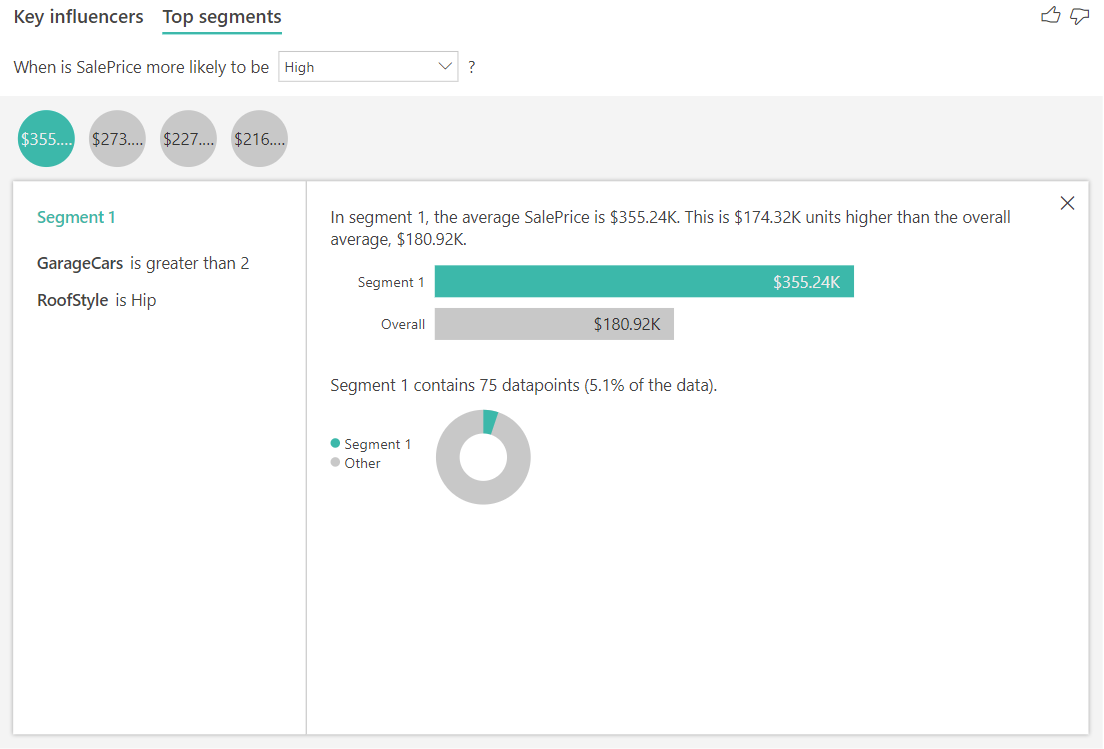 Key influencers Top segments
When is SalePrice more likely to be High ?
$355.... $273.... $227.... $216....
Segment 1
GarageCars is greater than 2
RoofStyle is Hip
In segment 1, the average SalePrice is $355.24K. This is $174.32K units higher than the overall
average, $180.92K.
Segment 1 $355.24K
Overall $180.92K
Segment 1 contains 75 datapoints (5.1% of the data).
Segment 1
Other